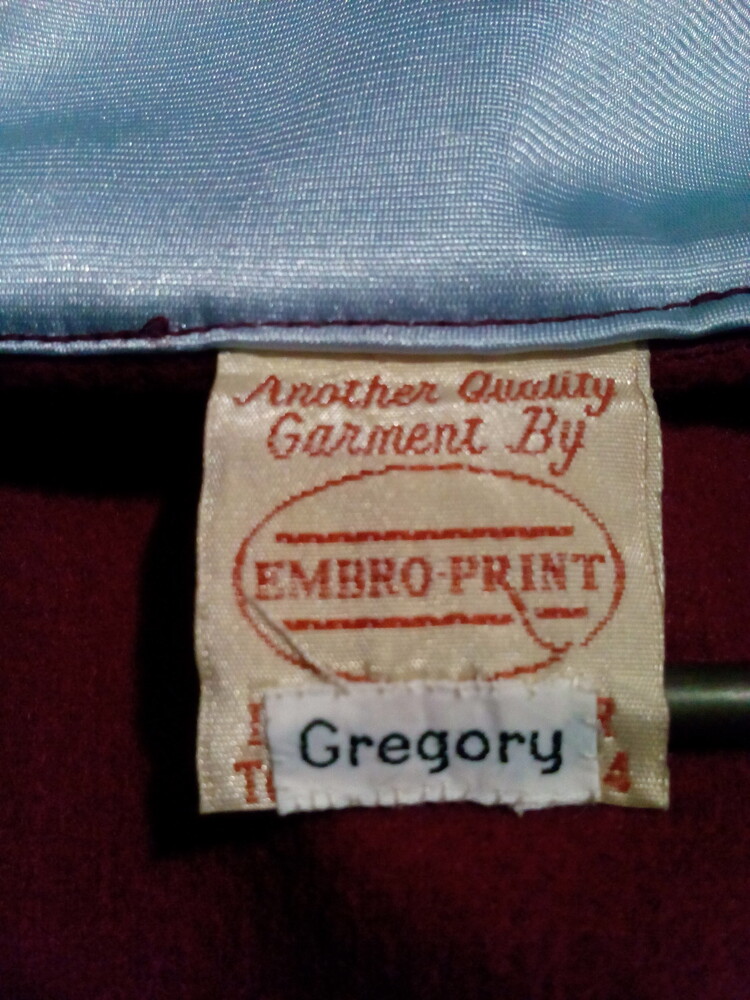 Another Quality
Garment By
EMBRO-PRINT
Gregory